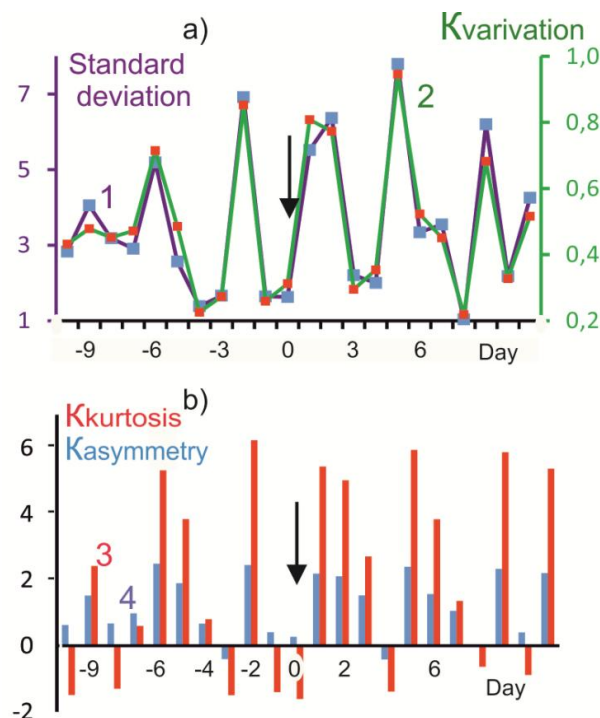 a)
Kvarivation
Standard
deviation
7
5
3
1
1
2
1,0
0,8
0,6
0,4
0,2
-9 -6 -3 0 3 6 Day
b)
Kkurtosis
Kasymmetry
6
4
2
0
-2
3
4
-9 -6 -4 -2 0 2 6 Day